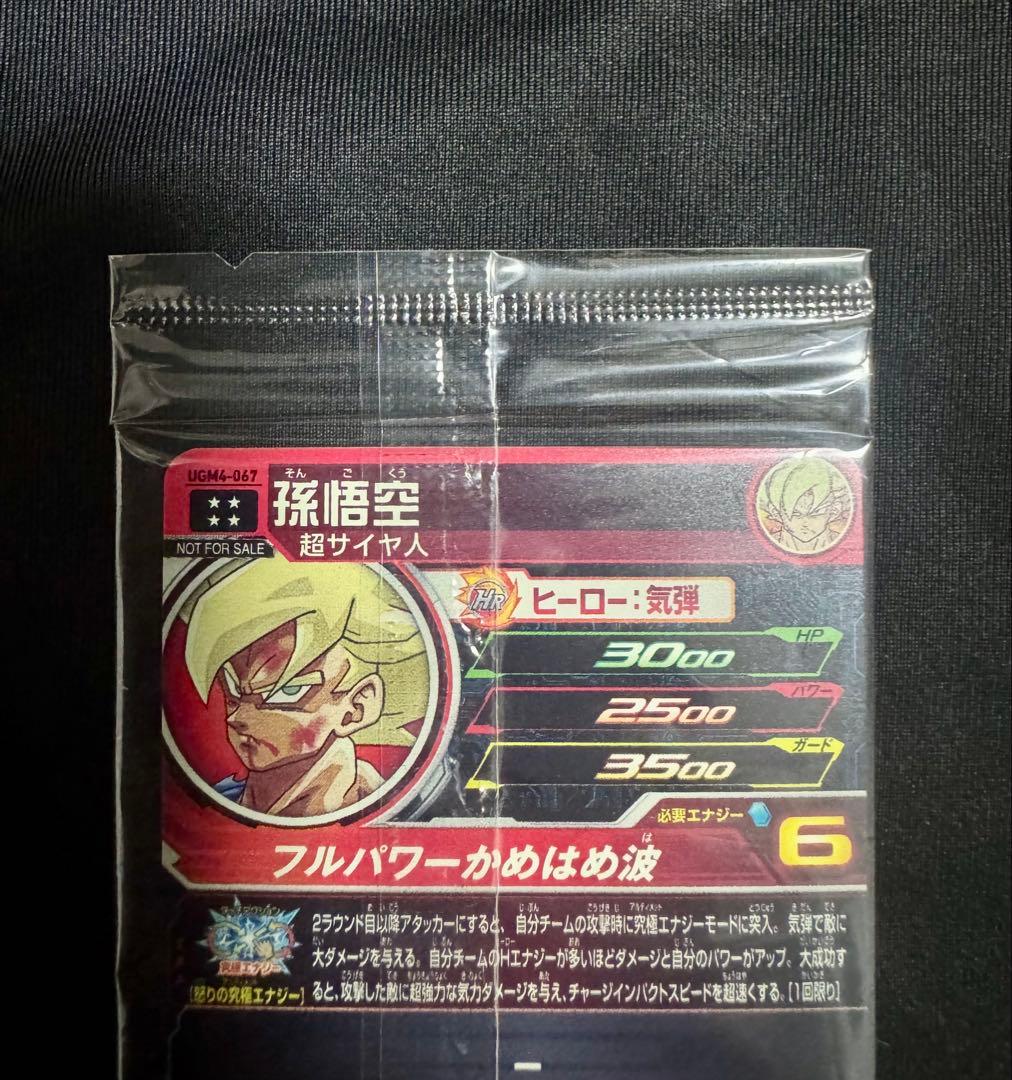 UGM4-067
そん ご くう
孫悟空
NOT FOR SALE
超サイヤ人
HR
ヒーロー:気弾
HP
3000
パワー
2500
ガード
3500
必要エナジー
6
は
フルパワーかめはめ波
2ラウンド目以降アタッカーにすると、自分チームの攻撃時に究極エナジーモードに突入。気弾で敵に
大ダメージを与える。自分チームのHエナジーが多いほどダメージと自分のパワーがアップ。大成功す
ると、攻撃した敵に超強力な気力ダメージを与え、チャージインパクトスピードを超速くする。[1回限り]
究極エナジー
[怒りの究極エナジー]